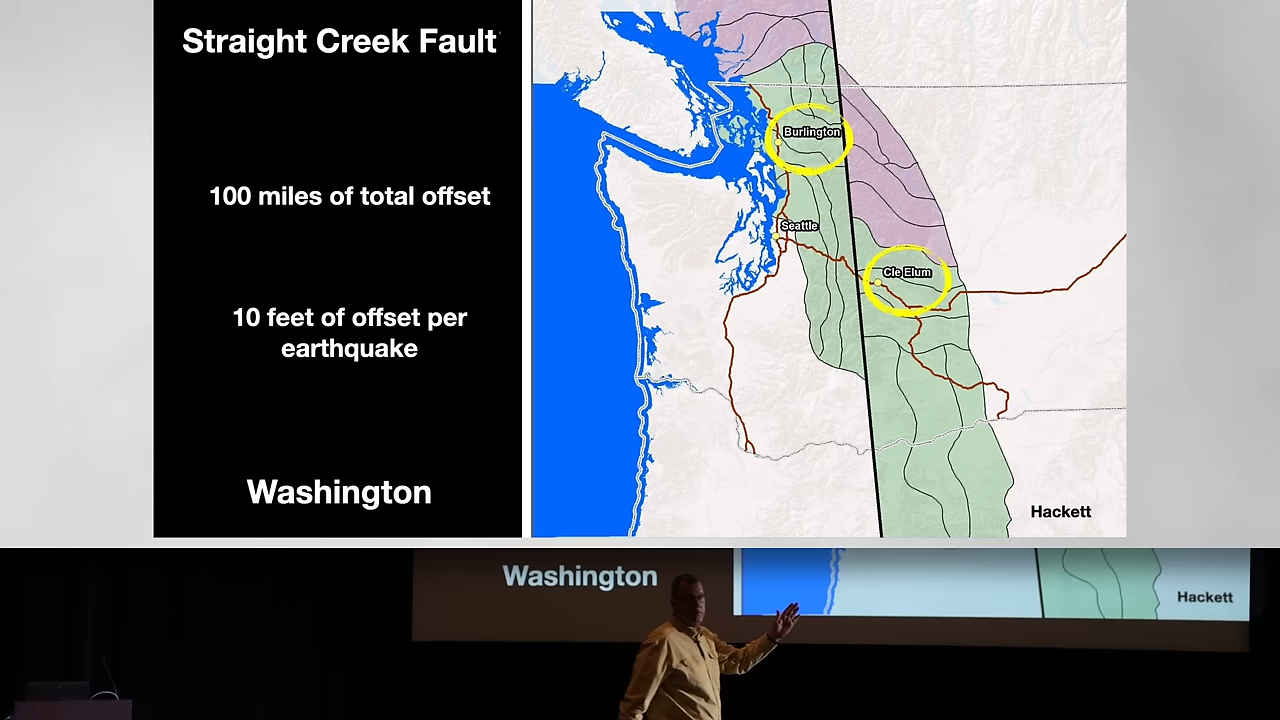 Straight Creek Fault
100 miles of total offset
10 feet of offset per
earthquake
Washington
Burlington
Seattle
Cle Elum
Hackett
Washington
Hackett